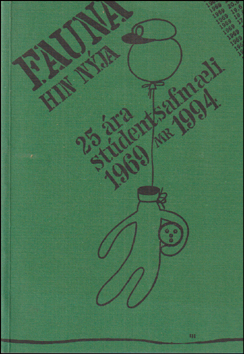 FAUNA
HIN NÝJA
25 ára
stúdentsafmæli
1969 MR 1994